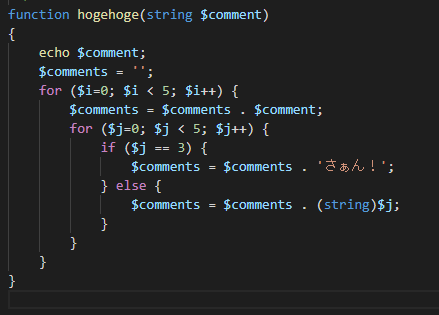 function hogehoge(string $comment)
{
    echo $comment;
    $comments = '';
    for ($i=0; $i < 5; $i++) {
        $comments = $comments . $comment;
        for ($j=0; $j < 5; $j++) {
            if ($j == 3) {
                $comments = $comments . 'さぁん！';
            } else {
                $comments = $comments . (string)$j;
            }
        }
    }
}